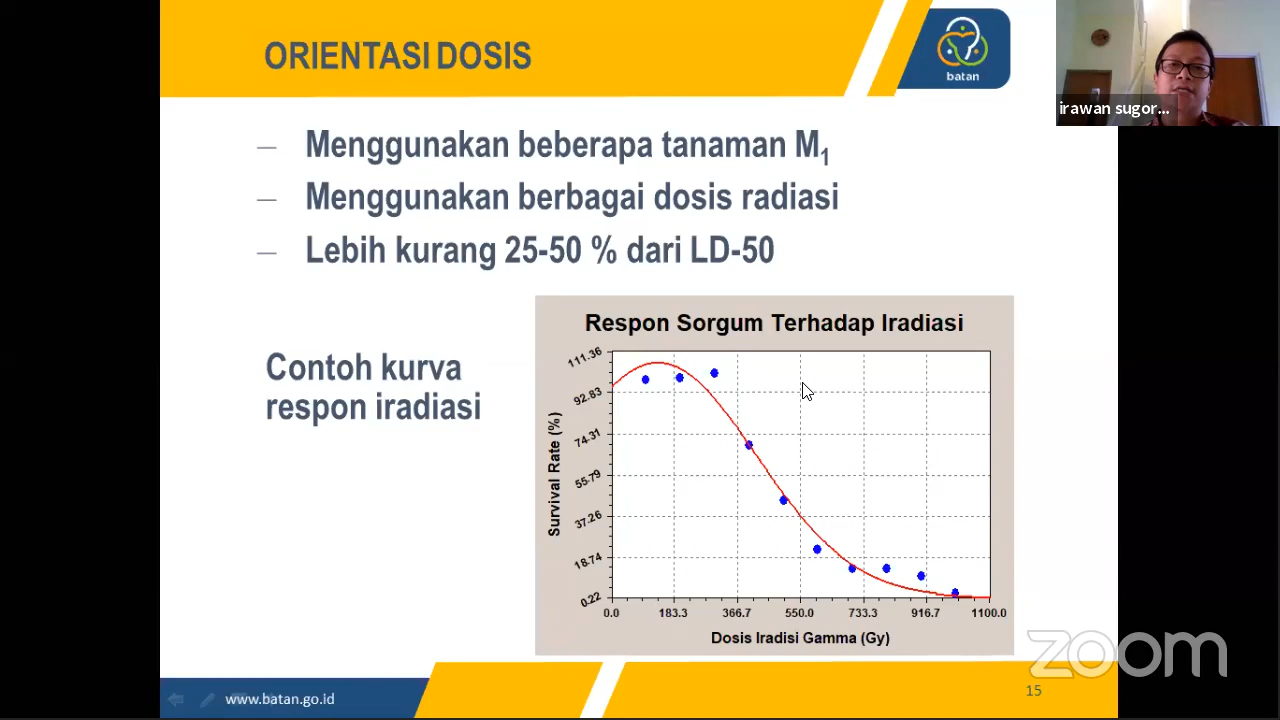 ORIENTASI DOSIS
batan
irawan sugor...
– Menggunakan beberapa tanaman M₁
– Menggunakan berbagai dosis radiasi
– Lebih kurang 25-50 % dari LD-50
Contoh kurva
respon iradiasi
Respon Sorgum Terhadap Iradiasi
Survival Rate (%)
111.36
92.83
74.31
55.79
37.26
18.74
0.22
0.0 183.3 366.7 550.0 733.3 916.7 1100.0
Dosis Iradisi Gamma (Gy)
zoom
www.batan.go.id
15